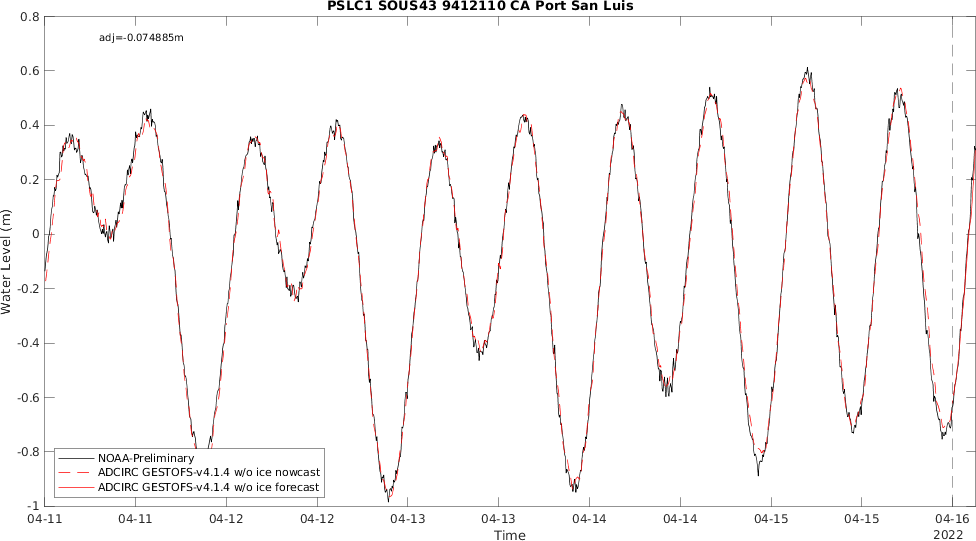 PSLC1 SOUS43 9412110 CA Port San Luis
adj=-0.074885m
0.8
0.6
0.4
0.2
0
-0.2
-0.4
-0.6
-0.8
-1
Water Level (m)
NOAA-Preliminary
ADCIRC GESTOFS-v4.1.4 w/o ice nowcast
ADCIRC GESTOFS-v4.1.4 w/o ice forecast
04-11 04-11 04-12 04-12 04-13 04-13 04-14 04-14 04-15 04-15 04-16
Time
2022